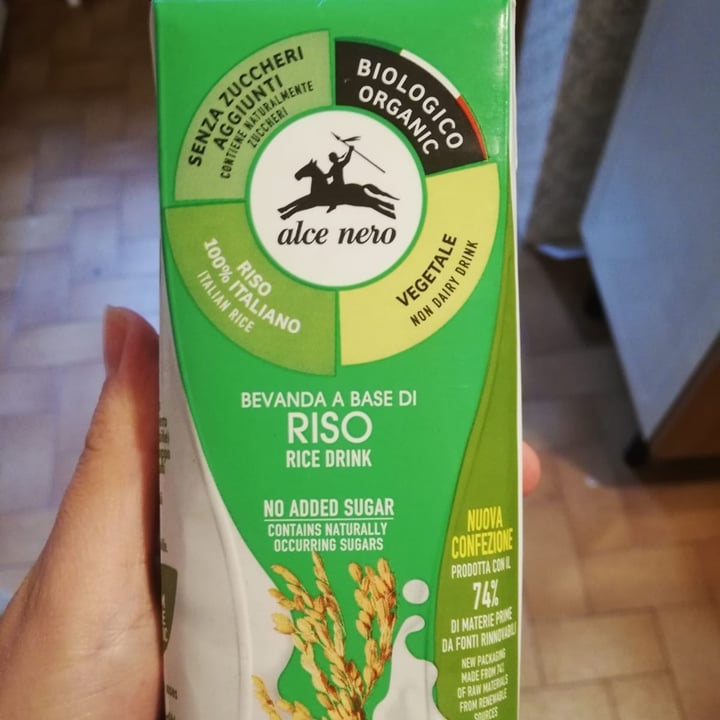 SENZA ZUCCHERI
AGGIUNTI
CONTIENE NATURALMENTE
ZUCCHERI
BIOLOGICO
ORGANIC
alce nero
RISO
100% ITALIANO
ITALIAN RICE
VEGETALE
NON DAIRY DRINK
BEVANDA A BASE DI
RISO
RICE DRINK
NO ADDED SUGAR
CONTAINS NATURALLY
OCCURRING SUGARS
NUOVA
CONFEZIONE
PRODOTTA CON IL
74%
DI MATERIE PRIME
DA FONTI RINNOVABILI
NEW PACKAGING
MADE FROM 74%
OF RAW MATERIALS
FROM RENEWABLE
SOURCES